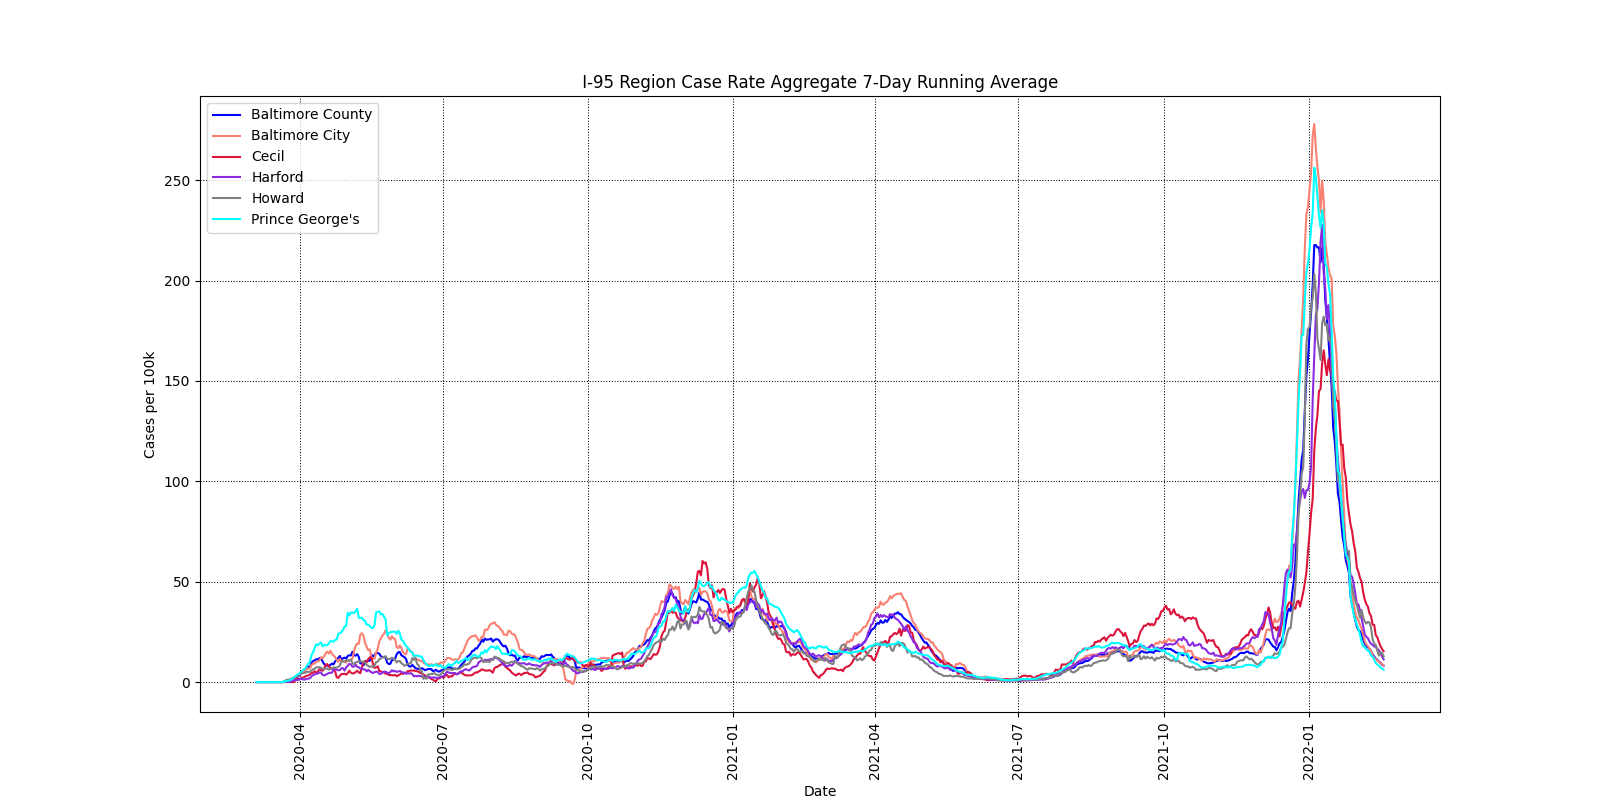 I-95 Region Case Rate Aggregate 7-Day Running Average
Baltimore County
Baltimore City
Cecil
Harford
Howard
Prince George's
Cases per 100k
250
200
150
100
50
0
2020-04
2020-07
2020-10
2021-01
2021-04
2021-07
2021-10
2022-01
Date